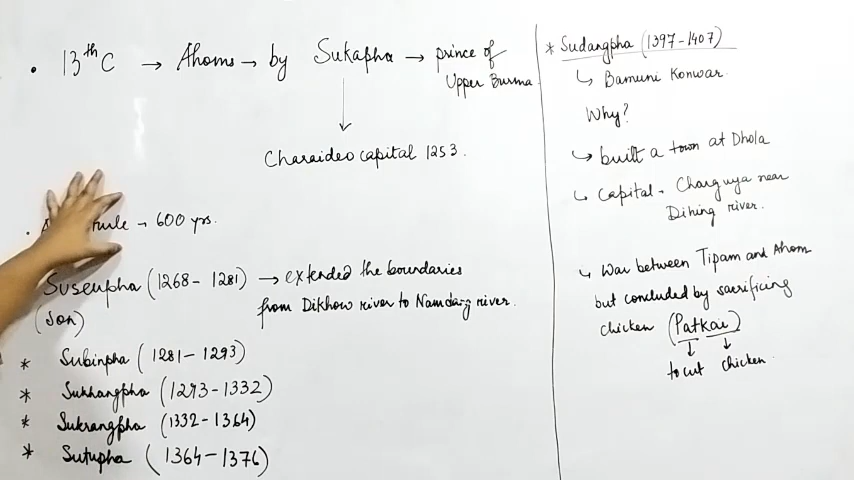 • 13th C → Ahoms → by Sukapha → prince of
Upper Burma
Charaideo capital 1253.
rule → 600 yrs.
Suseupha (1268 - 1281) → extended the boundaries
(son) from Dikhow river to Namdang river.
* Subinpha (1281 - 1293)
* Sukhangpha (1293 - 1332)
* Sukrangpha (1332 - 1364)
* Sutupha (1364 - 1376)
* Sudangpha (1397 - 1407)
↳ Bamuni Konwar.
Why?
↳ built a town at Dhola
↳ Capital - Charguya near
Dihing river.
↳ War between Tipam and Ahom
but concluded by sacrificing
chicken (Patkai)
↓ ↓
to cut chicken.